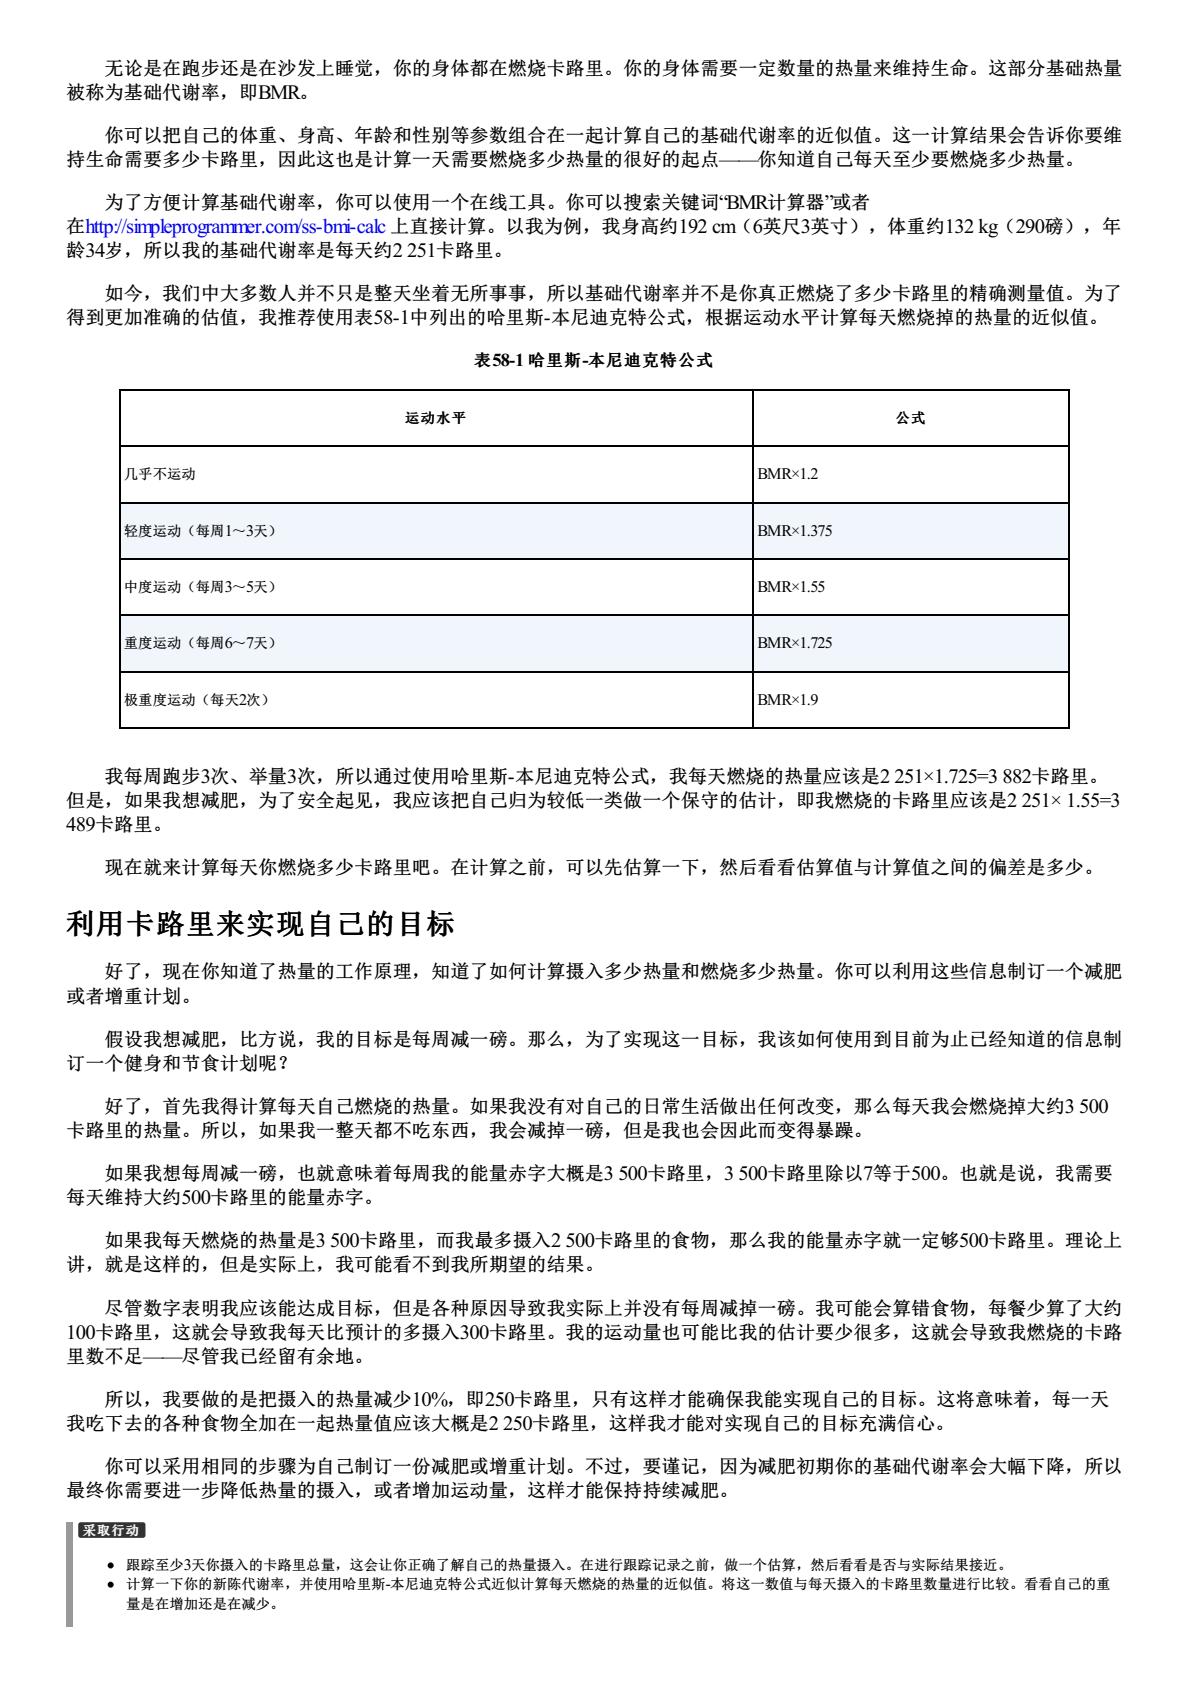 无论是在跑步还是在沙发上睡觉，你的身体都在燃烧卡路里。你的身体需要一定数量的热量来维持生命。这部分基础热量
被称为基础代谢率，即BMR。
你可以把自己的体重、身高、年龄和性别等参数组合在一起计算自己的基础代谢率的近似值。这一计算结果会告诉你要维
持生命需要多少卡路里，因此这也是计算一天需要燃烧多少热量的很好的起点——你知道自己每天至少要燃烧多少热量。
为了方便计算基础代谢率，你可以使用一个在线工具。你可以搜索关键词“BMR计算器”或者
在http://simpleprogrammer.com/ss-bmi-calc 上直接计算。以我为例，我身高约192 cm（6英尺3英寸），体重约132 kg（290磅），年
龄34岁，所以我的基础代谢率是每天约2 251卡路里。
如今，我们中大多数人并不只是整天坐着无所事事，所以基础代谢率并不是你真正燃烧了多少卡路里的精确测量值。为了
得到更加准确的估值，我推荐使用表58-1中列出的哈里斯-本尼迪克特公式，根据运动水平计算每天燃烧掉的热量的近似值。
表58-1 哈里斯-本尼迪克特公式
运动水平 公式
几乎不运动 BMR×1.2
轻度运动（每周1～3天） BMR×1.375
中度运动（每周3～5天） BMR×1.55
重度运动（每周6～7天） BMR×1.725
极重度运动（每天2次） BMR×1.9
我每周跑步3次、举量3次，所以通过使用哈里斯-本尼迪克特公式，我每天燃烧的热量应该是2 251×1.725=3 882卡路里。
但是，如果我想减肥，为了安全起见，我应该把自己归为较低一类做一个保守的估计，即我燃烧的卡路里应该是2 251× 1.55=3
489卡路里。
现在就来计算每天你燃烧多少卡路里吧。在计算之前，可以先估算一下，然后看看估算值与计算值之间的偏差是多少。
利用卡路里来实现自己的目标
好了，现在你知道了热量的工作原理，知道了如何计算摄入多少热量和燃烧多少热量。你可以利用这些信息制订一个减肥
或者增重计划。
假设我想减肥，比方说，我的目标是每周减一磅。那么，为了实现这一目标，我该如何使用到目前为止已经知道的信息制
订一个健身和节食计划呢？
好了，首先我得计算每天自己燃烧的热量。如果我没有对自己的日常生活做出任何改变，那么每天我会燃烧掉大约3 500
卡路里的热量。所以，如果我一整天都不吃东西，我会减掉一磅，但是我也会因此而变得暴躁。
如果我想每周减一磅，也就意味着每周我的能量赤字大概是3 500卡路里，3 500卡路里除以7等于500。也就是说，我需要
每天维持大约500卡路里的能量赤字。
如果我每天燃烧的热量是3 500卡路里，而我最多摄入2 500卡路里的食物，那么我的能量赤字就一定够500卡路里。理论上
讲，就是这样的，但是实际上，我可能看不到我所期望的结果。
尽管数字表明我应该能达成目标，但是各种原因导致我实际上并没有每周减掉一磅。我可能会算错食物，每餐少算了大约
100卡路里，这就会导致我每天比预计的多摄入300卡路里。我的运动量也可能比我的估计要少很多，这就会导致我燃烧的卡路
里数不足——尽管我已经留有余地。
所以，我要做的是把摄入的热量减少10%，即250卡路里，只有这样才能确保我能实现自己的目标。这将意味着，每一天
我吃下去的各种食物全加在一起热量值应该大概是2 250卡路里，这样我才能对实现自己的目标充满信心。
你可以采用相同的步骤为自己制订一份减肥或增重计划。不过，要谨记，因为减肥初期你的基础代谢率会大幅下降，所以
最终你需要进一步降低热量的摄入，或者增加运动量，这样才能保持持续减肥。
采取行动
● 跟踪至少3天你摄入的卡路里总量，这会让你正确了解自己的热量摄入。在进行跟踪记录之前，做一个估算，然后看看是否与实际结果接近。
● 计算一下你的新陈代谢率，并使用哈里斯-本尼迪克特公式近似计算每天燃烧的热量的近似值。将这一数值与每天摄入的卡路里数量进行比较。看看自己的重
量是在增加还是在减少。